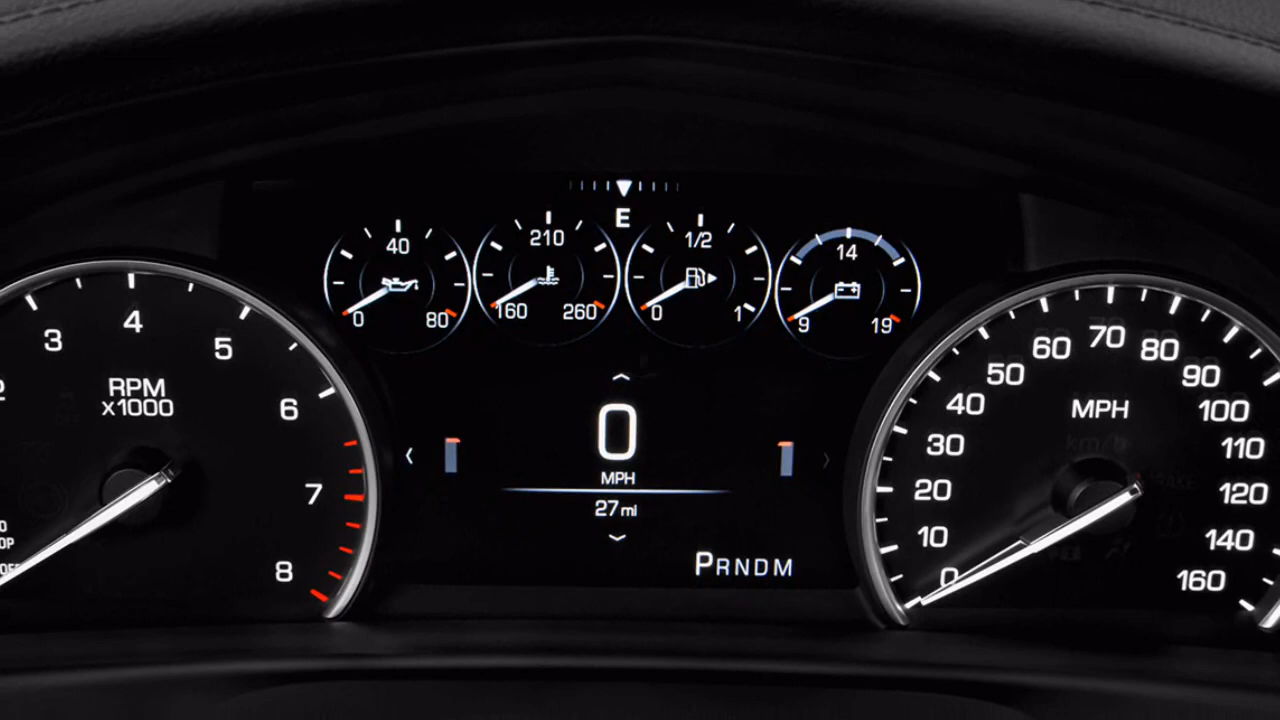 E
40
0 80
210
160 260
1/2
0 1
14
9 19
3 4 5 6 7 8
RPM
x1000
0
MPH
27 mi
PRNDM
0 10 20 30 40 50 60 70 80 90 100 110 120 140 160
MPH
km/h